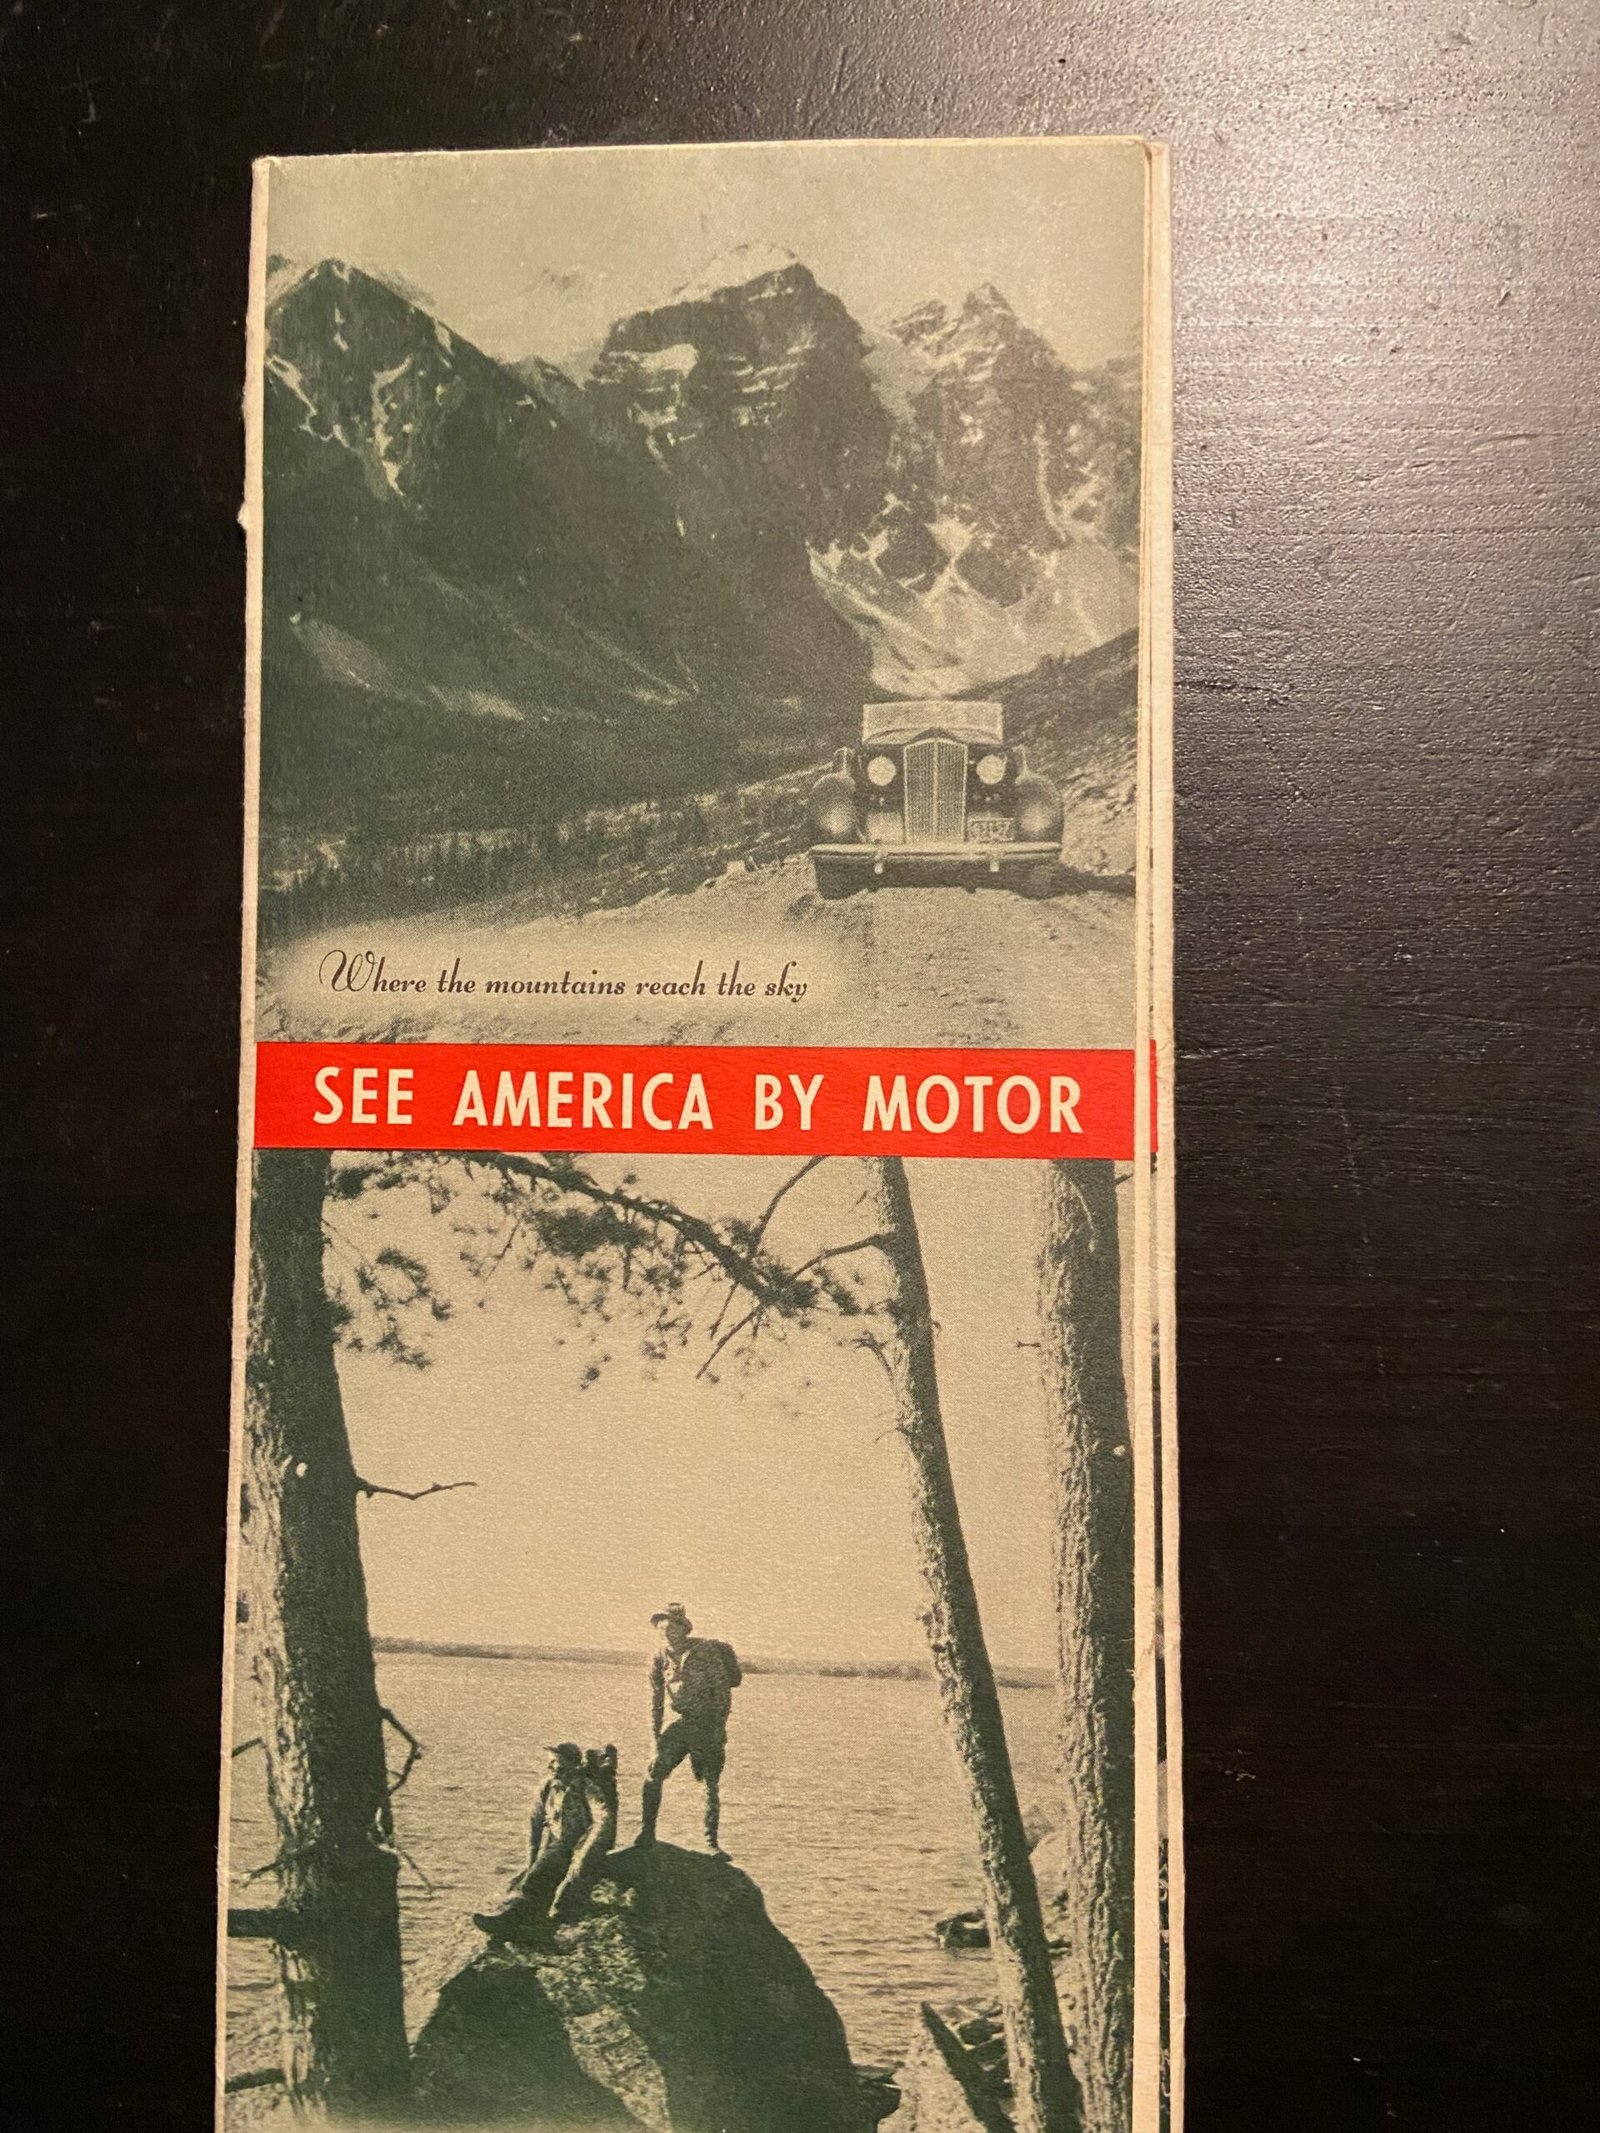 Where the mountains reach the sky
SEE AMERICA BY MOTOR